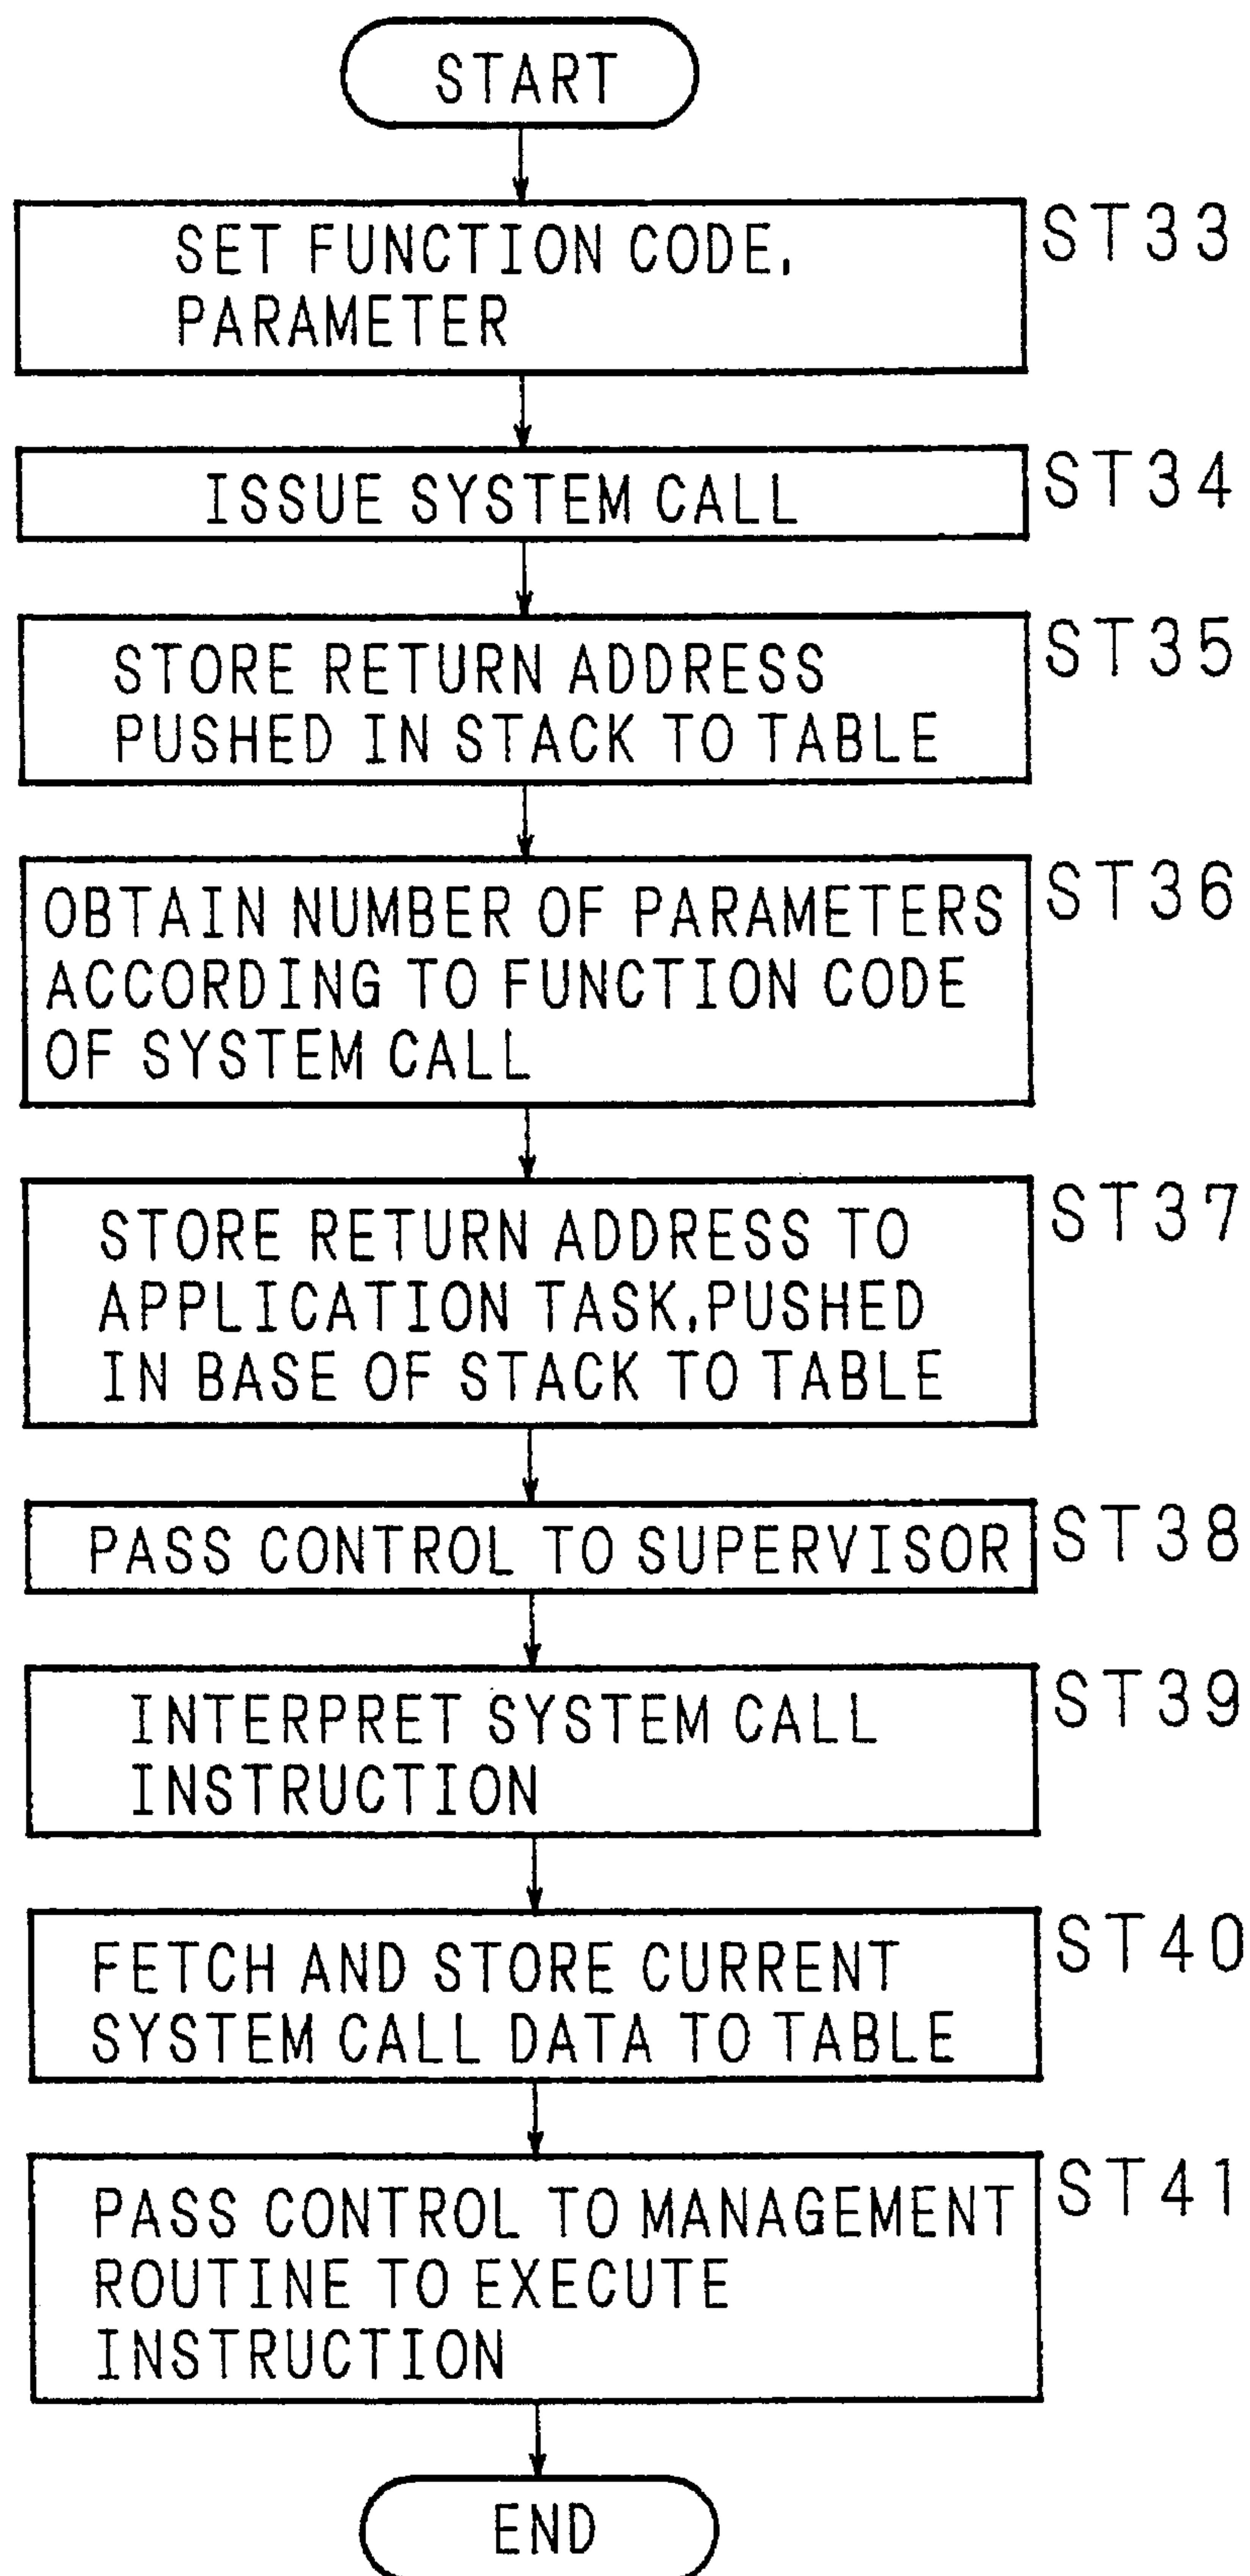 START
SET FUNCTION CODE,
PARAMETER
ST33
ISSUE SYSTEM CALL
ST34
STORE RETURN ADDRESS
PUSHED IN STACK TO TABLE
ST35
OBTAIN NUMBER OF PARAMETERS
ACCORDING TO FUNCTION CODE
OF SYSTEM CALL
ST36
STORE RETURN ADDRESS TO
APPLICATION TASK,PUSHED
IN BASE OF STACK TO TABLE
ST37
PASS CONTROL TO SUPERVISOR
ST38
INTERPRET SYSTEM CALL
INSTRUCTION
ST39
FETCH AND STORE CURRENT
SYSTEM CALL DATA TO TABLE
ST40
PASS CONTROL TO MANAGEMENT
ROUTINE TO EXECUTE
INSTRUCTION
ST41
END